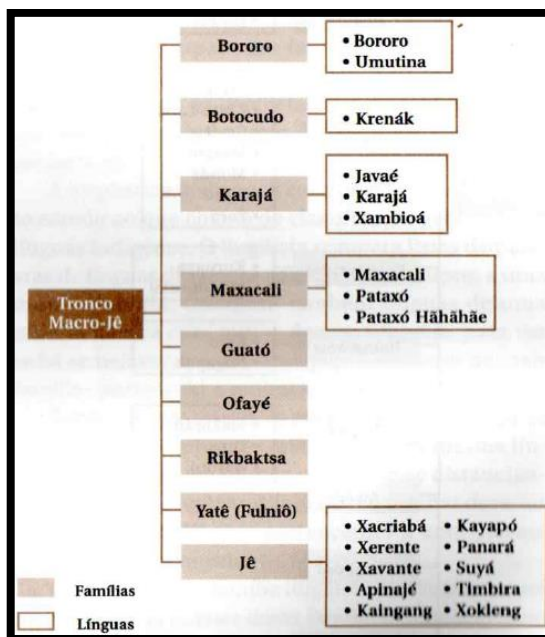 Bororo
• Bororo
• Umutina
Botocudo
• Krenák
Karajá
• Javaé
• Karajá
• Xambioá
Tronco
Macro-Jê
Maxacali
• Maxacali
• Pataxó
• Pataxó Hãhãhãe
Guató
Ofayé
Rikbaktsa
Yatê (Fulniô)
Jê
• Xacriabá
• Xerente
• Xavante
• Apinajé
• Kaingang
• Kayapó
• Panará
• Suyá
• Timbira
• Xokleng
Famílias
Línguas